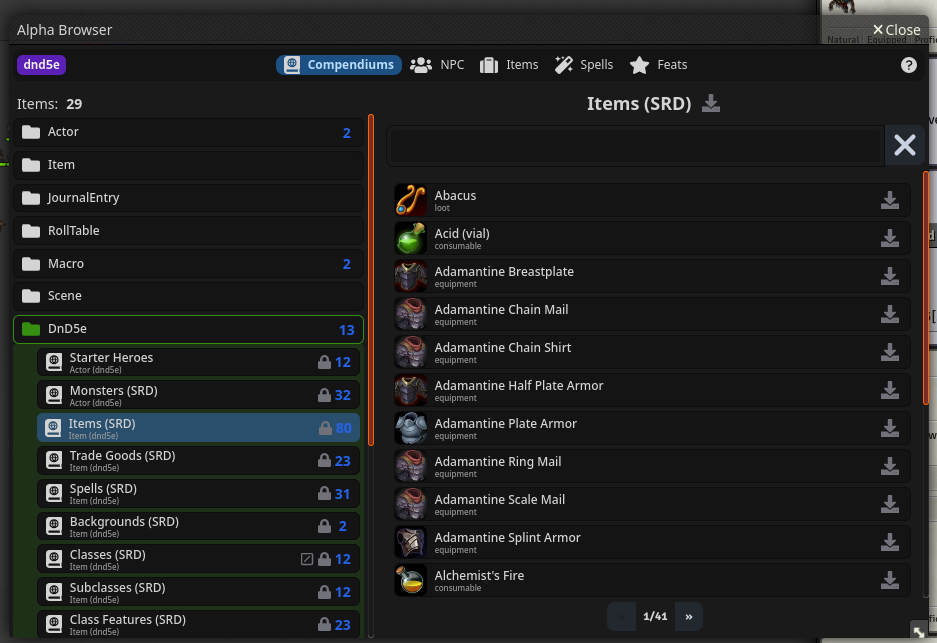 Alpha Browser
Close
Natural Equipped
dnd5e
Compendiums NPC Items Spells Feats ?
Items: 29
Actor 2
Item
JournalEntry
RollTable
Macro 2
Scene
DnD5e 13
Starter Heroes 12
Actor (dnd5e)
Monsters (SRD) 32
Actor (dnd5e)
Items (SRD) 80
Item (dnd5e)
Trade Goods (SRD) 23
Item (dnd5e)
Spells (SRD) 31
Item (dnd5e)
Backgrounds (SRD) 2
Item (dnd5e)
Classes (SRD) 12
Item (dnd5e)
Subclasses (SRD) 12
Item (dnd5e)
Class Features (SRD) 23
Item (dnd5e)
Items (SRD)
Abacus
loot
Acid (vial)
consumable
Adamantine Breastplate
equipment
Adamantine Chain Mail
equipment
Adamantine Chain Shirt
equipment
Adamantine Half Plate Armor
equipment
Adamantine Plate Armor
equipment
Adamantine Ring Mail
equipment
Adamantine Scale Mail
equipment
Adamantine Splint Armor
equipment
Alchemist's Fire
consumable
« 1/41 »